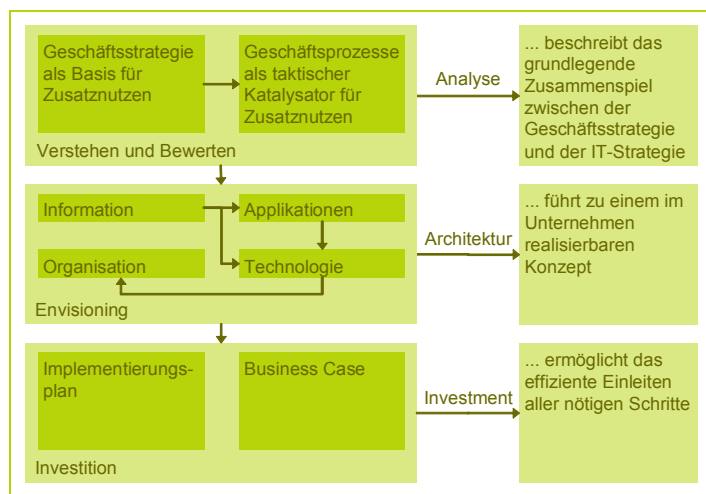 Geschäftsstrategie
als Basis für
Zusatznutzen
Geschäftsprozesse
als taktischer
Katalysator für
Zusatznutzen
Verstehen und Bewerten
Analyse
... beschreibt das
grundlegende
Zusammenspiel
zwischen der
Geschäftsstrategie
und der IT-Strategie
Information
Applikationen
Organisation
Technologie
Envisioning
Architektur
... führt zu einem im
Unternehmen
realisierbaren
Konzept
Implementierungs-
plan
Business Case
Investition
Investment
... ermöglicht das
effiziente Einleiten
aller nötigen Schritte